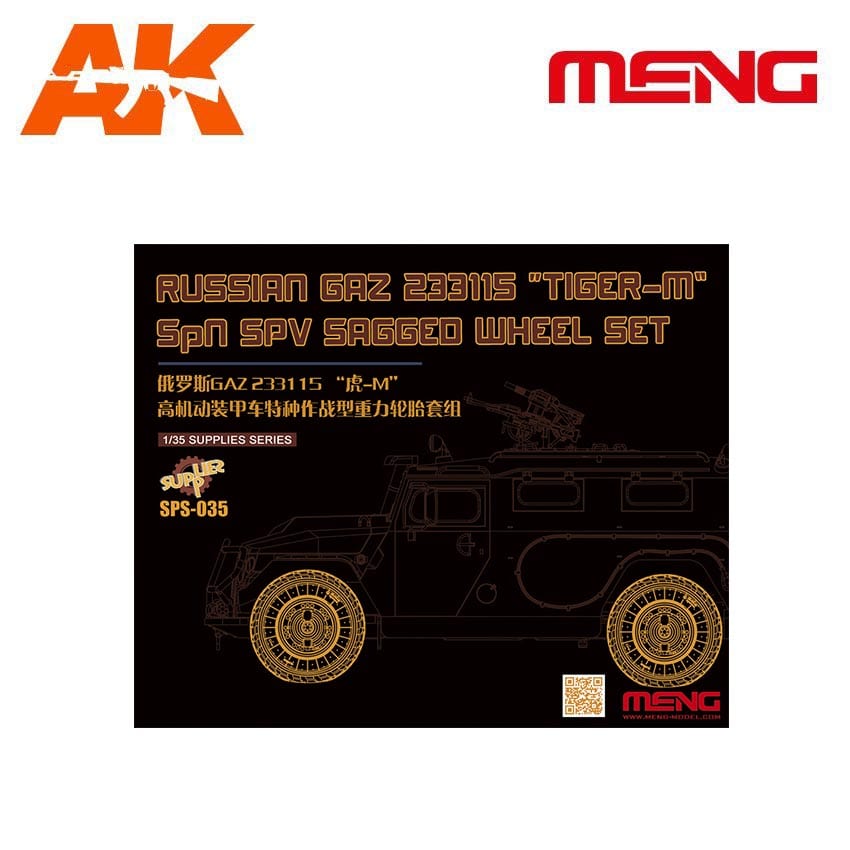 AK
MENG
RUSSIAN GAZ 233115 "TIGER-M"
SpN SPV SAGGED WHEEL SET
俄罗斯GAZ 233115 “虎-M”
高机动装甲车特种作战型重力轮胎套组
1/35 SUPPLIES SERIES
SUPPLIES
SPS-035
MENG
WWW.MENG-MODEL.COM